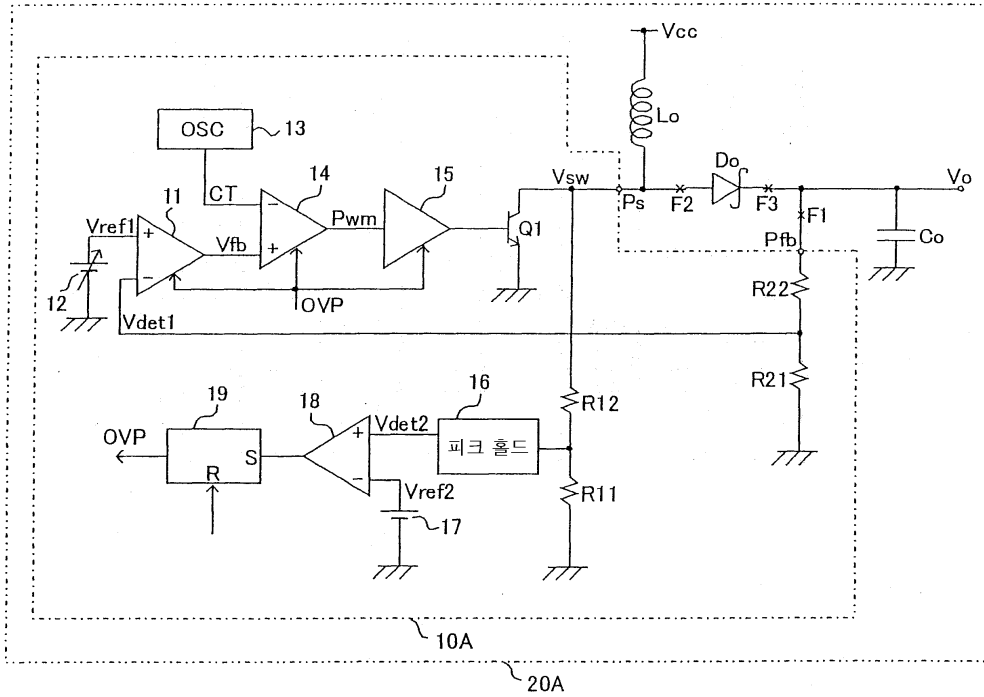 Vcc
Lo
OSC
13
CT
14
15
Do
Vo
11
Vref1
+
-
Vfb
-
+
Pwm
Q1
Vsw
Ps
F2
F3
F1
Pfb
Co
12
Vdet1
OVP
R22
R21
R12
16
피크 홀드
Vdet2
18
+
-
19
OVP
S
R
Vref2
17
R11
10A
20A